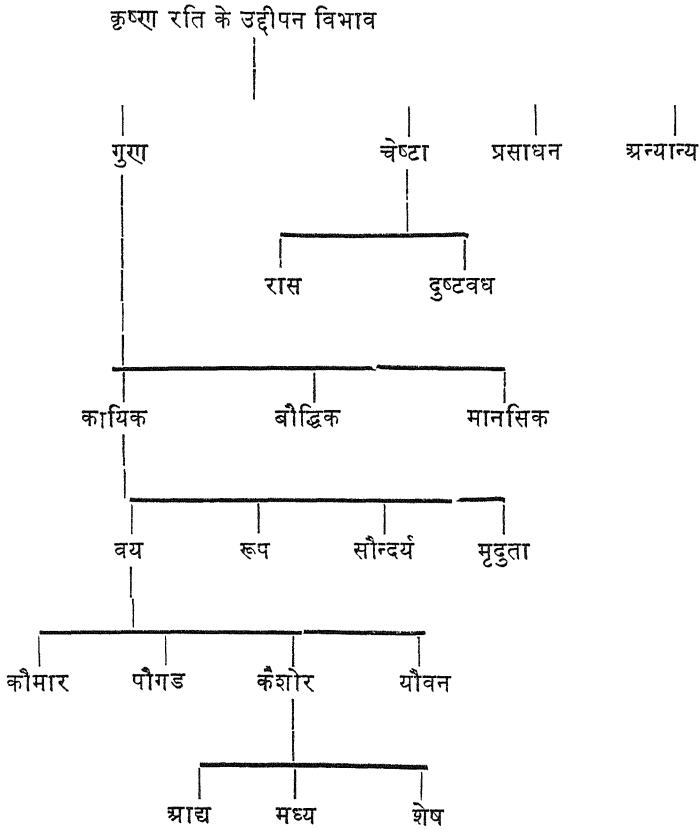 कृष्ण रति के उद्दीपन विभाव
गुण चेष्टा प्रसाधन अन्यान्य
रास दुष्टवध
कायिक बौद्धिक मानसिक
वय रूप सौन्दर्य मृदुता
कौमार पौगड कैशोर यौवन
आद्य मध्य शेष